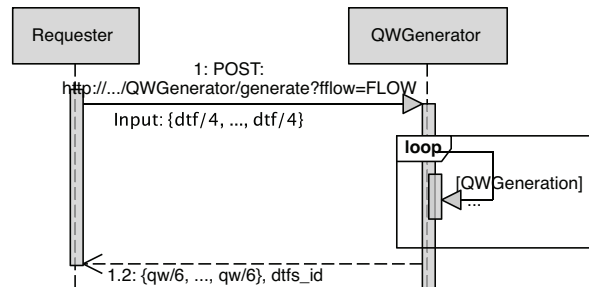 Requester
QWGenerator
1: POST:
http://.../QWGenerator/generate?fflow=FLOW
Input: {dtf/4, ..., dtf/4}
loop
[QWGeneration]
...
1.2: {qw/6, ..., qw/6}, dtfs_id